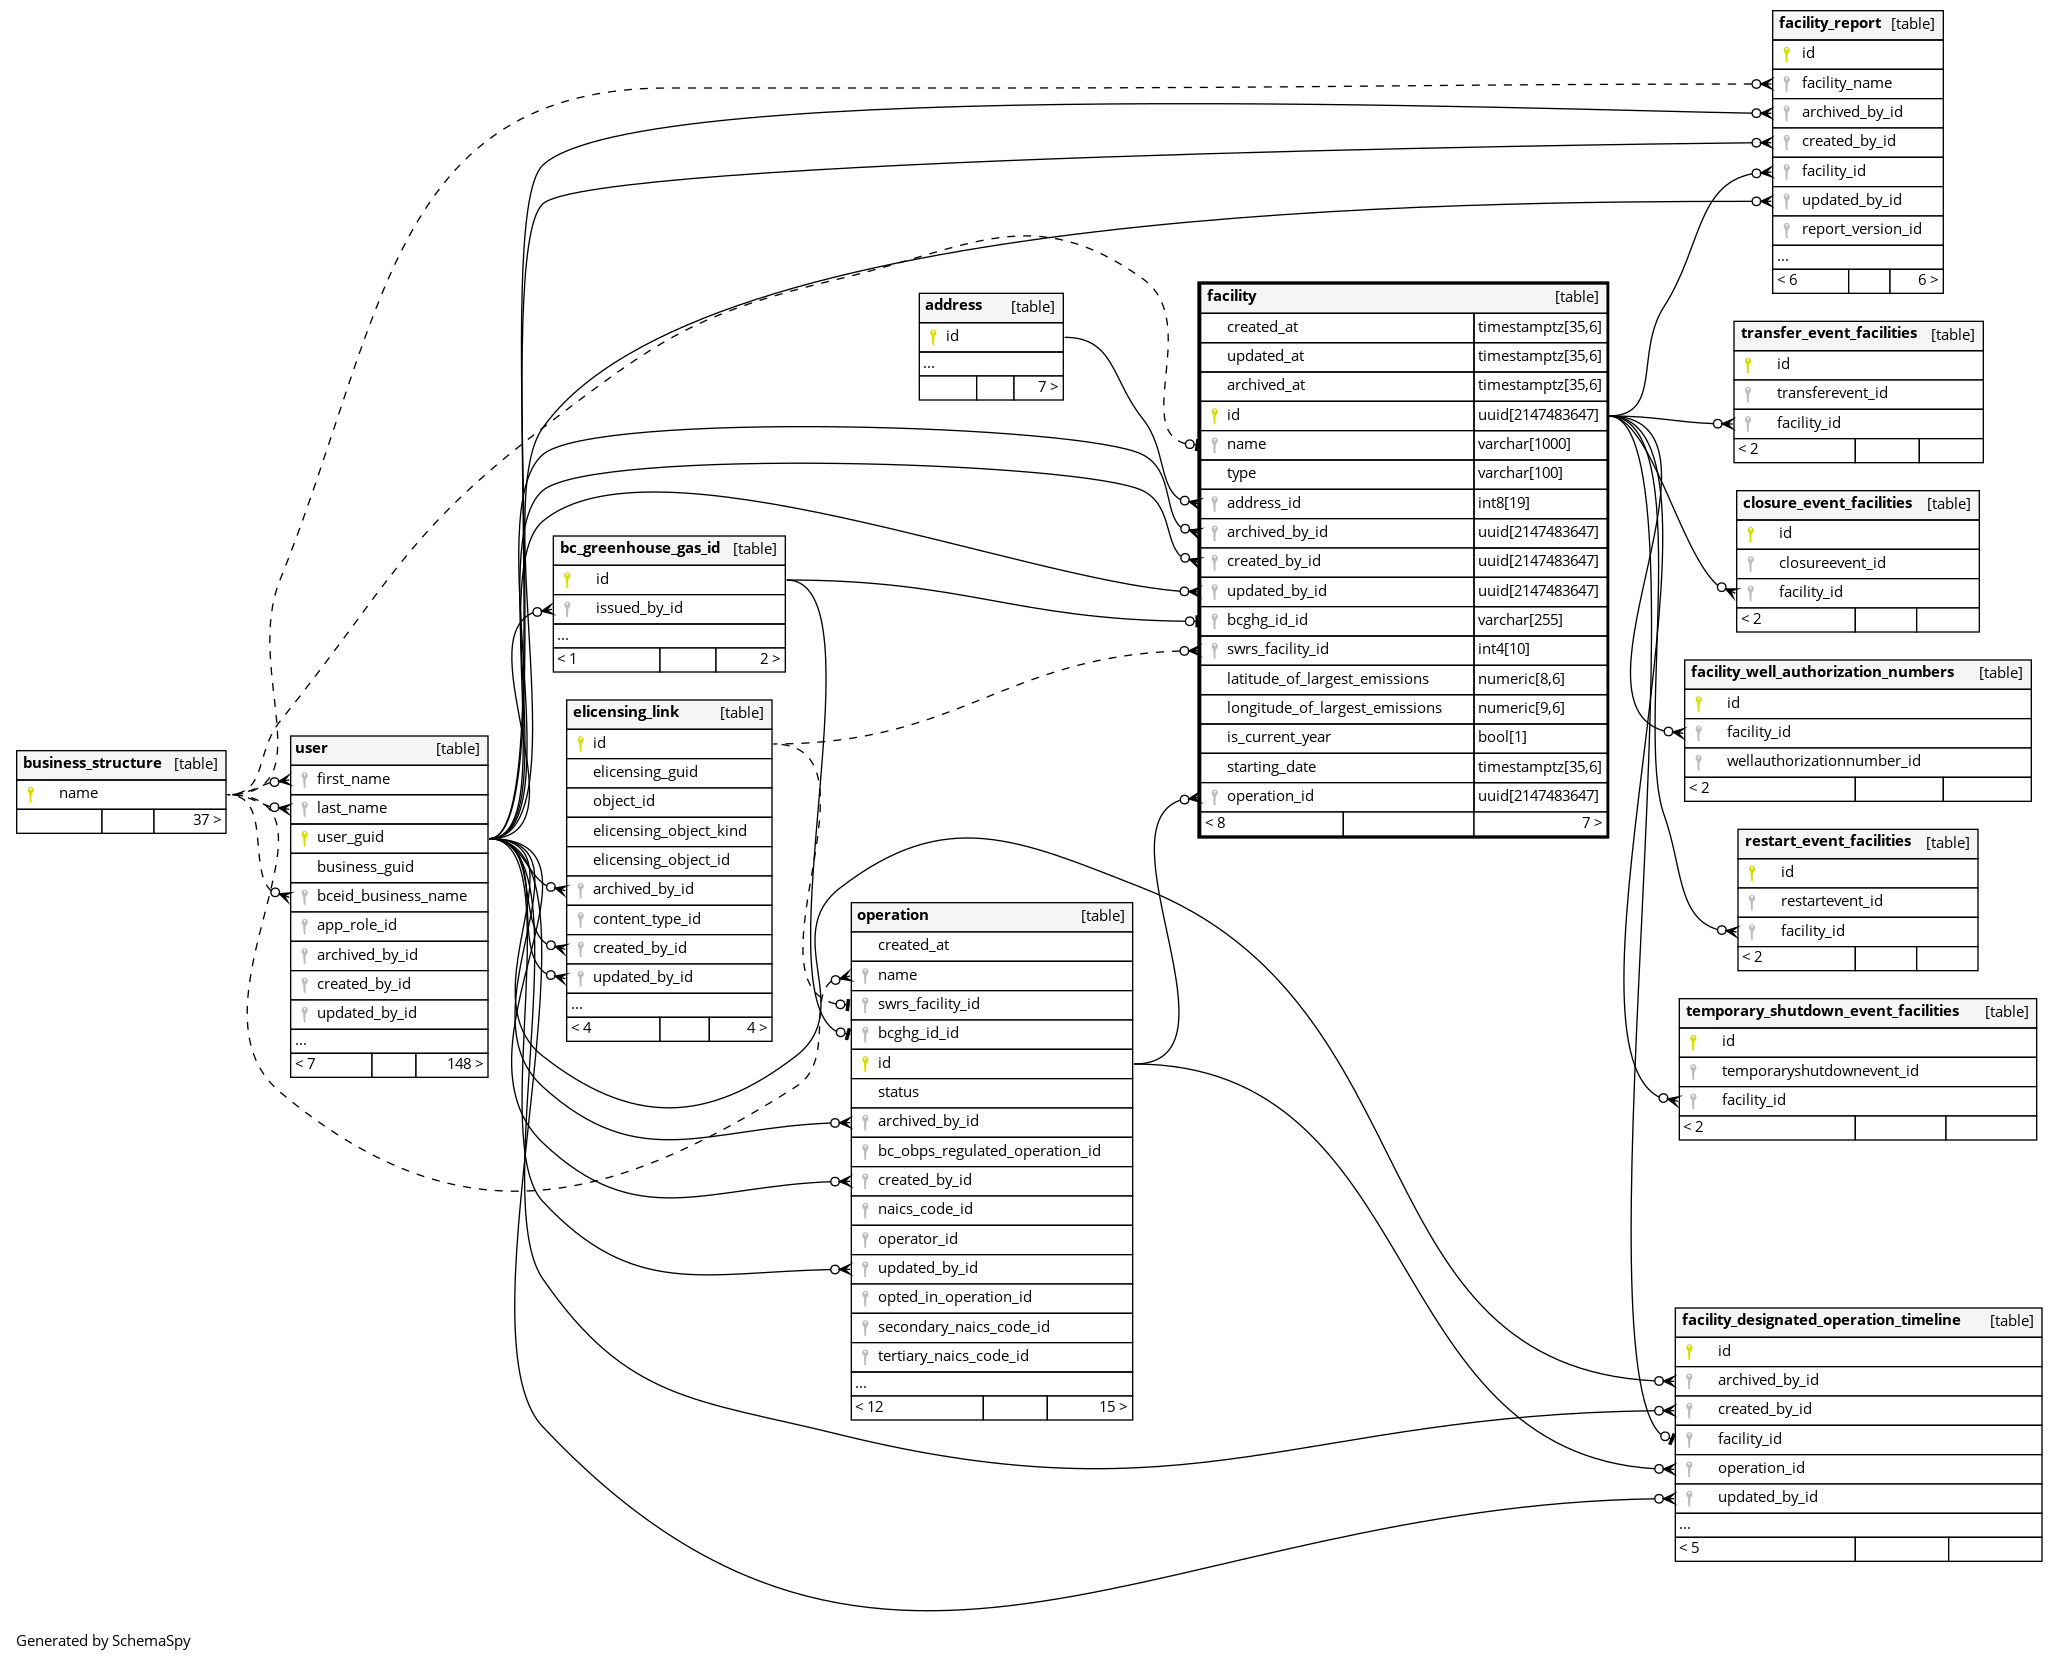 facility_report [table]
id
facility_name
archived_by_id
created_by_id
facility_id
updated_by_id
report_version_id
...
< 6 6 >
address [table]
id
...
7 >
facility [table]
created_at timestamptz[35,6]
updated_at timestamptz[35,6]
archived_at timestamptz[35,6]
id uuid[2147483647]
name varchar[1000]
type varchar[100]
address_id int8[19]
archived_by_id uuid[2147483647]
created_by_id uuid[2147483647]
updated_by_id uuid[2147483647]
bcghg_id_id varchar[255]
swrs_facility_id int4[10]
latitude_of_largest_emissions numeric[8,6]
longitude_of_largest_emissions numeric[9,6]
is_current_year bool[1]
starting_date timestamptz[35,6]
operation_id uuid[2147483647]
< 8 7 >
transfer_event_facilities [table]
id
transferevent_id
facility_id
< 2
closure_event_facilities [table]
id
closureevent_id
facility_id
< 2
bc_greenhouse_gas_id [table]
id
issued_by_id
...
< 1 2 >
facility_well_authorization_numbers [table]
id
facility_id
wellauthorizationnumber_id
< 2
elicensing_link [table]
id
elicensing_guid
object_id
elicensing_object_kind
elicensing_object_id
archived_by_id
content_type_id
created_by_id
updated_by_id
...
< 4 4 >
business_structure [table]
name
37 >
user [table]
first_name
last_name
user_guid
business_guid
bceid_business_name
app_role_id
archived_by_id
created_by_id
updated_by_id
...
< 7 148 >
restart_event_facilities [table]
id
restartevent_id
facility_id
< 2
operation [table]
created_at
name
swrs_facility_id
bcghg_id_id
id
status
archived_by_id
bc_obps_regulated_operation_id
created_by_id
naics_code_id
operator_id
updated_by_id
opted_in_operation_id
secondary_naics_code_id
tertiary_naics_code_id
...
< 12 15 >
temporary_shutdown_event_facilities [table]
id
temporaryshutdownevent_id
facility_id
< 2
facility_designated_operation_timeline [table]
id
archived_by_id
created_by_id
facility_id
operation_id
updated_by_id
...
< 5
Generated by SchemaSpy